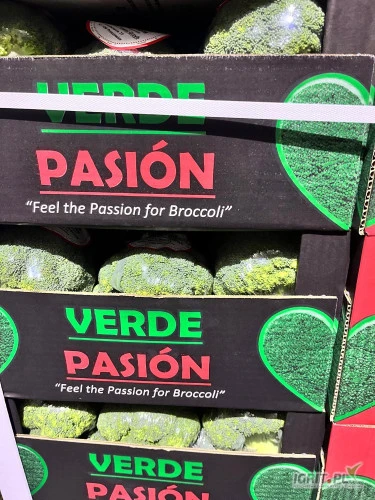 VERDE
PASIÓN
“Feel the Passion for Broccoli”
VERDE
PASIÓN
“Feel the Passion for Broccoli”
VERDE
PASIÓN